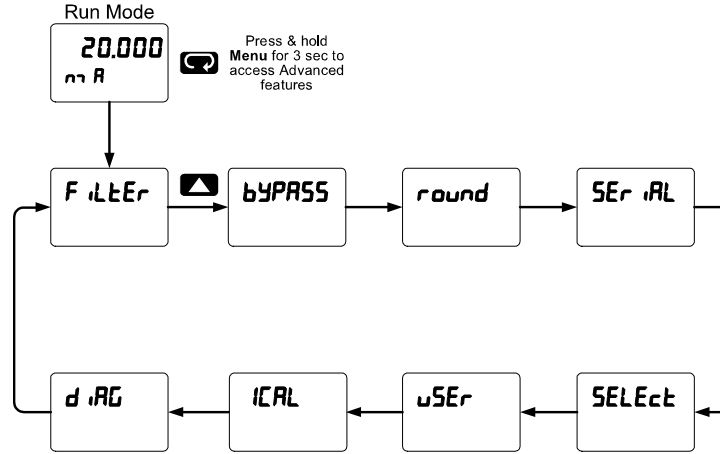 Run Mode
20.000
mA
Press & hold
Menu for 3 sec to
access Advanced
features
FiLtEr
bYPASS
round
SEriAL
diAG
ICAL
uSEr
SELEct